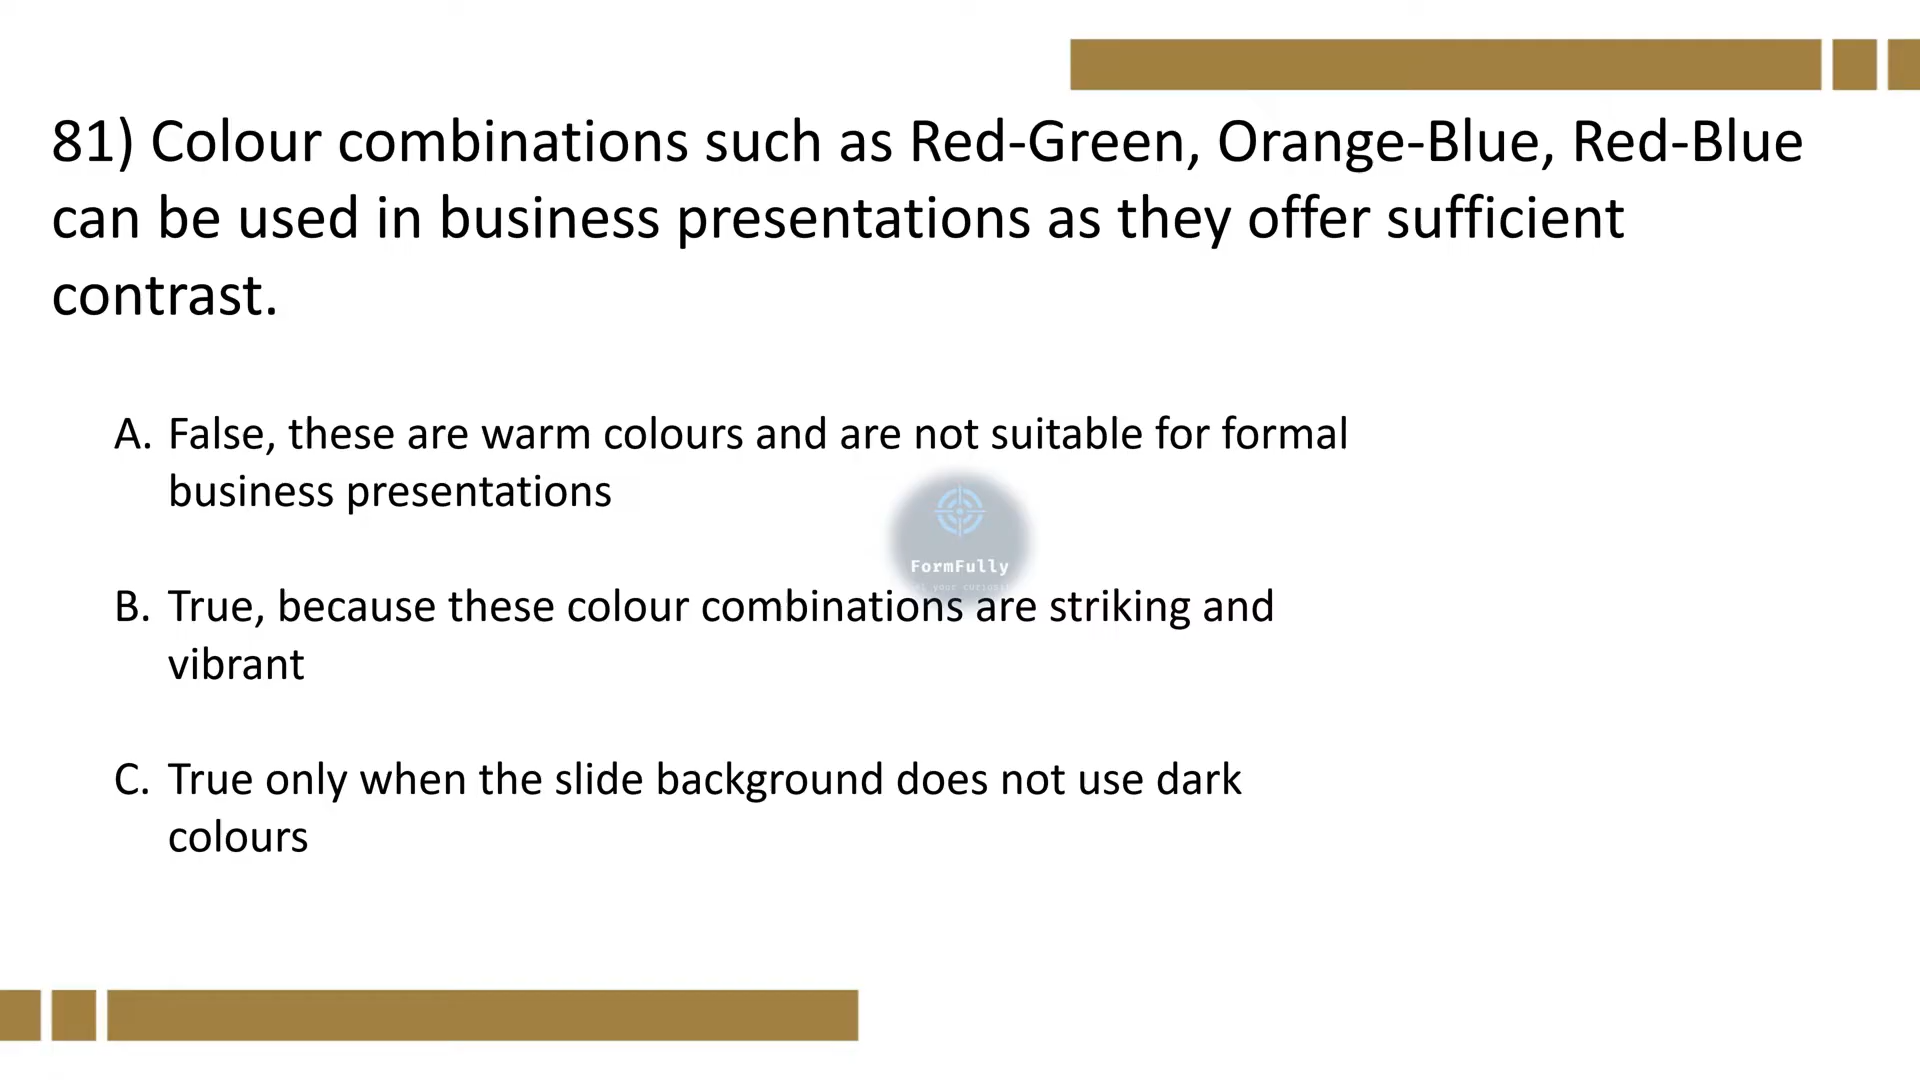 81) Colour combinations such as Red-Green, Orange-Blue, Red-Blue
can be used in business presentations as they offer sufficient
contrast.
A. False, these are warm colours and are not suitable for formal
business presentations
FormFully
your curiosi
B. True, because these colour combinations are striking and
vibrant
C. True only when the slide background does not use dark
colours